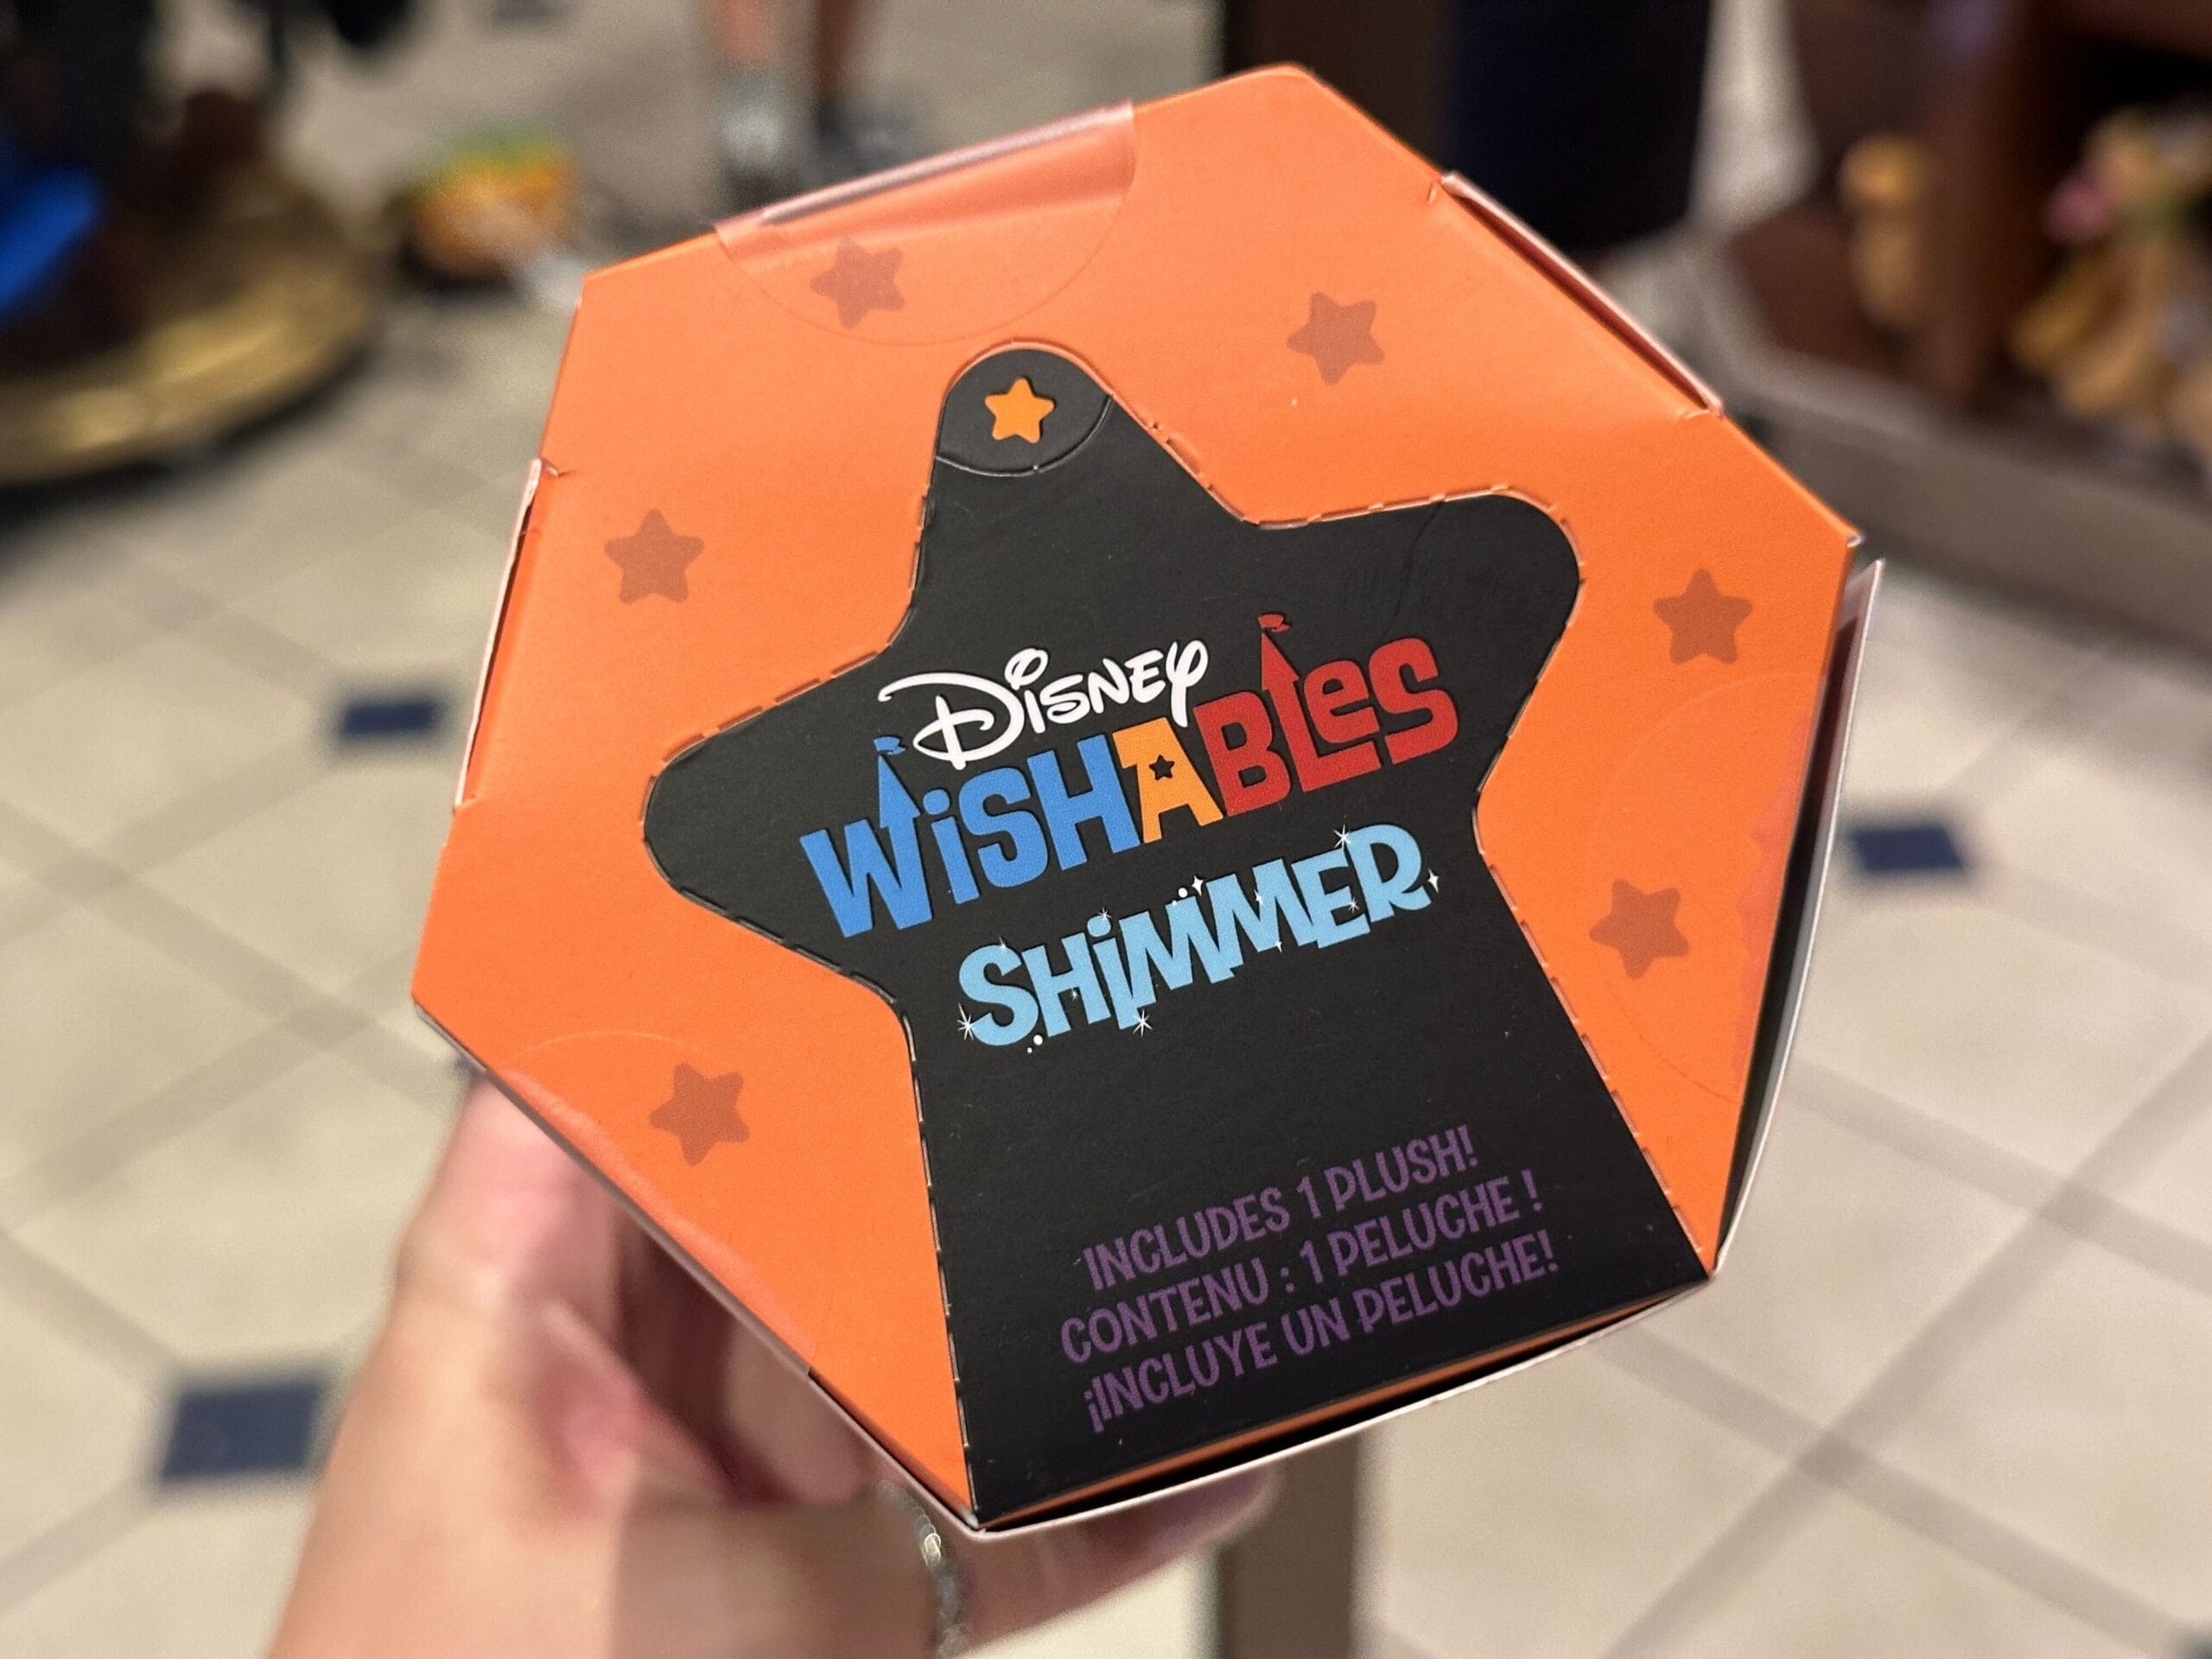 Disney
WiSHABLeS
SHiMMER
INCLUDES 1 PLUSH!
CONTENU : 1 PELUCHE !
¡INCLUYE UN PELUCHE!